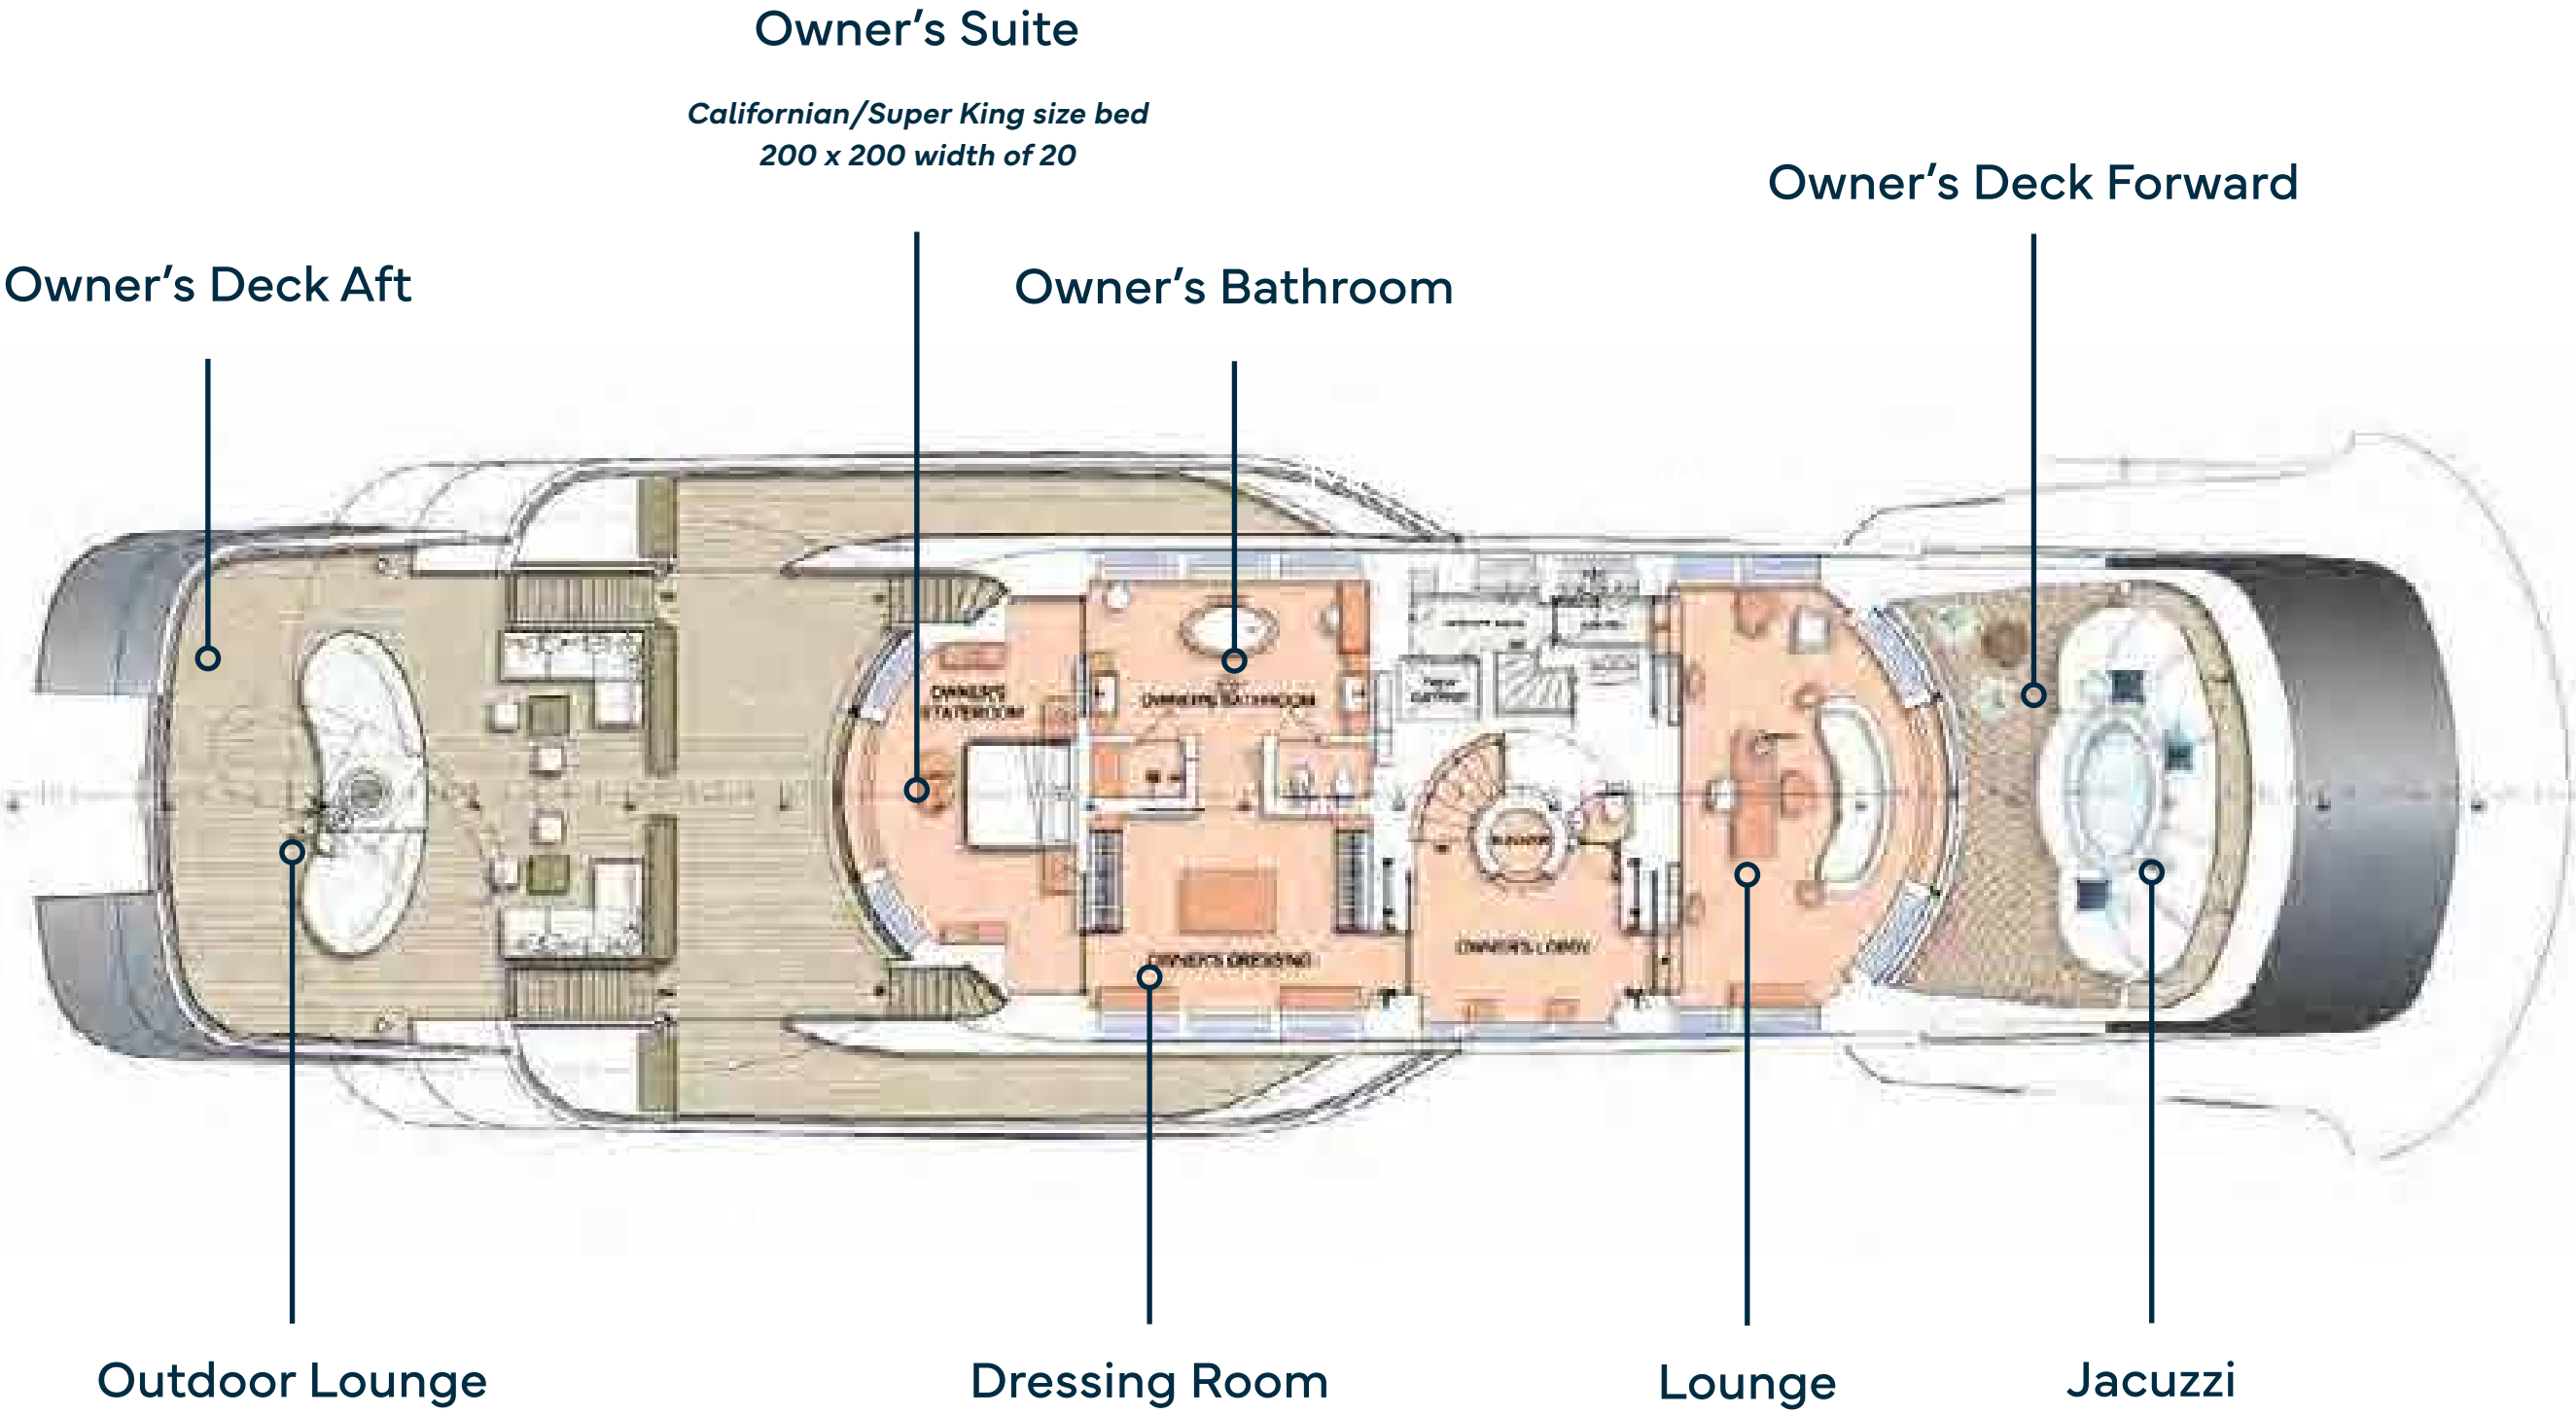 Owner’s Suite
Californian/Super King size bed
200 x 200 width of 20
Owner’s Deck Forward
Owner’s Deck Aft
Owner’s Bathroom
OWNER'S
STATEROOM
OWNER'S BATHROOM
OWNER'S DRESSING
OWNER'S LOBBY
Outdoor Lounge
Dressing Room
Lounge
Jacuzzi